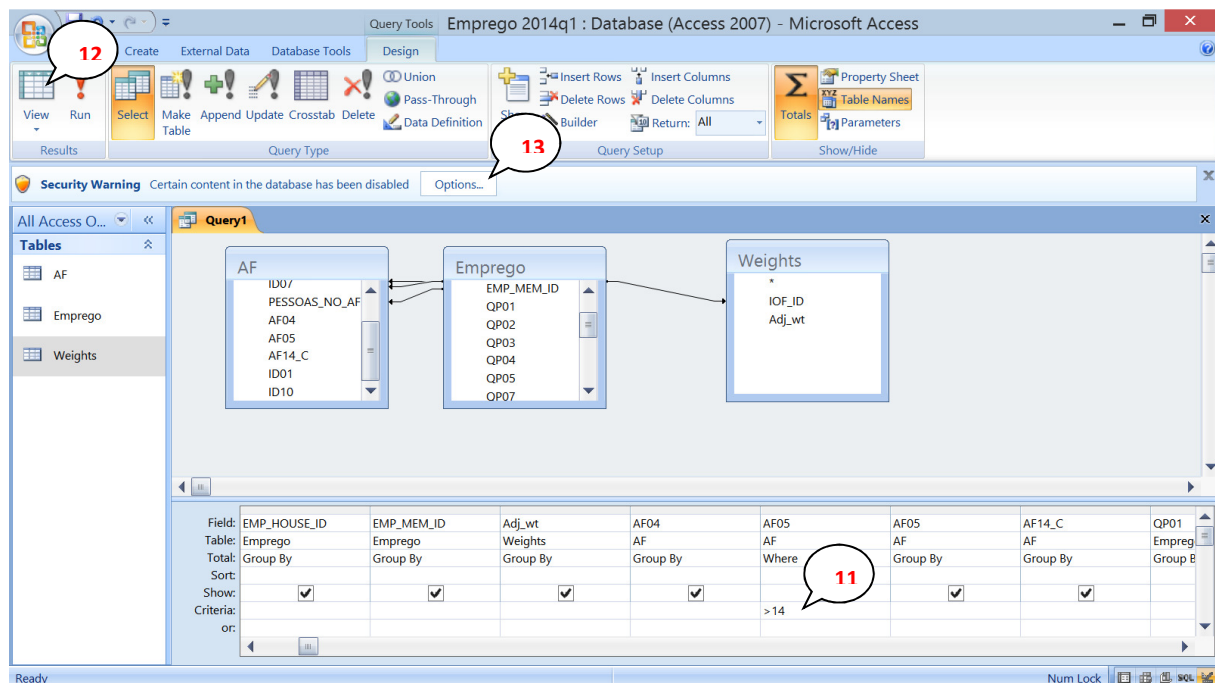 Query Tools Emprego 2014q1 : Database (Access 2007) - Microsoft Access
12 Create External Data Database Tools Design
View Run Select Make Table Append Update Crosstab Delete
Union
Pass-Through
Data Definition
Insert Rows Insert Columns
Delete Rows Delete Columns
Builder Return: All
Totals
Property Sheet
Table Names
Parameters
Results Query Type Query Setup Show/Hide
13
Security Warning Certain content in the database has been disabled Options...
All Access O... « Query1
Tables
AF
Emprego
Weights
AF
ID07
PESSOAS_NO_AF
AF04
AF05
AF14_C
ID01
ID10
Emprego
EMP_MEM_ID
QP01
QP02
QP03
QP04
QP05
QP07
Weights
*
IOF_ID
Adj_wt
Field: EMP_HOUSE_ID EMP_MEM_ID Adj_wt AF04 AF05 AF05 AF14_C QP01
Table: Emprego Emprego Weights AF AF AF AF Empreg
Total: Group By Group By Group By Group By Where Group By Group By Group B
Sort:
Show:
11
Criteria: >14
or:
Ready Num Lock SQL